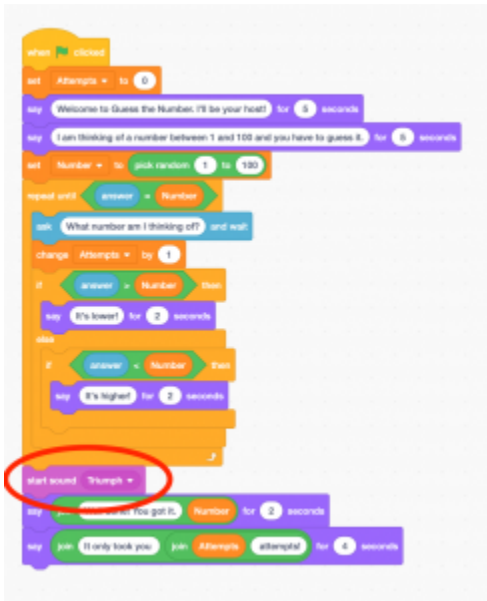 when clicked
set Attempts to 0
say Welcome to Guess the Number. I'll be your host! for 5 seconds
say I am thinking of a number between 1 and 100 and you have to guess it. for 5 seconds
set Number to pick random 1 to 100
repeat until answer = Number
ask What number am I thinking of? and wait
change Attempts by 1
if answer > Number then
say It's lower! for 2 seconds
else
if answer < Number then
say It's higher! for 2 seconds
start sound Triumph
say You got it. Number for 2 seconds
say join It only took you join Attempts attempts! for 4 seconds